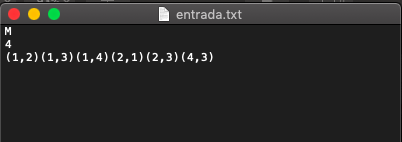 entrada.txt
M
4
(1,2)(1,3)(1,4)(2,1)(2,3)(4,3)